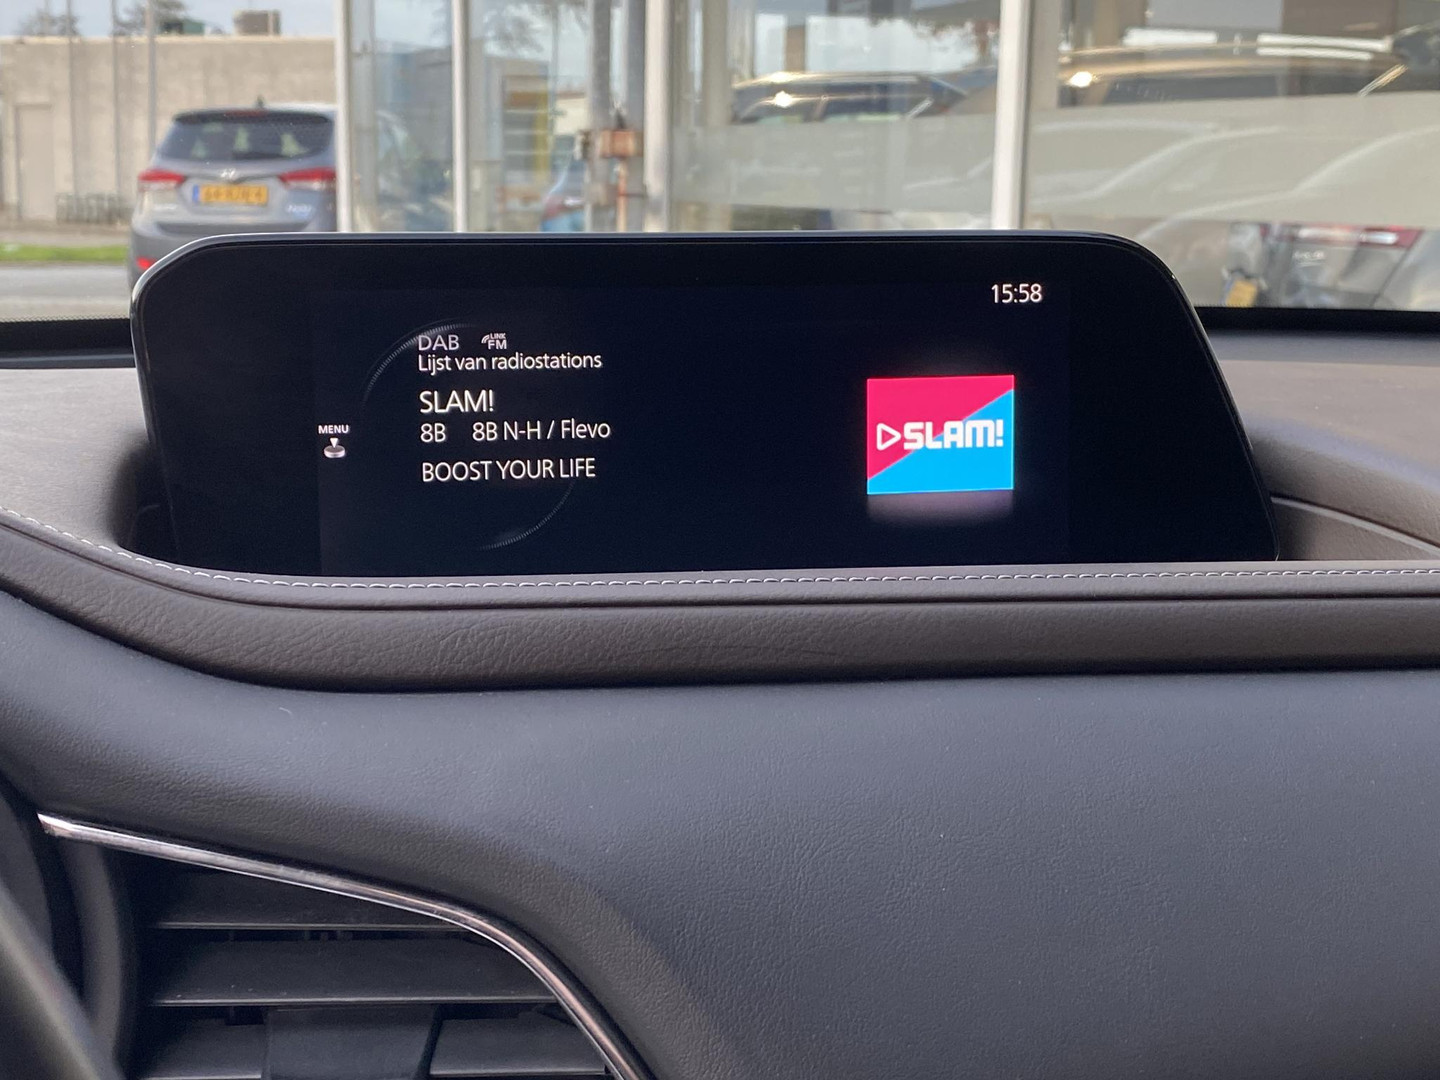 15:58
DAB LINK FM
Lijst van radiostations
SLAM!
8B 8B N-H / Flevo
BOOST YOUR LIFE
MENU
SLAM!